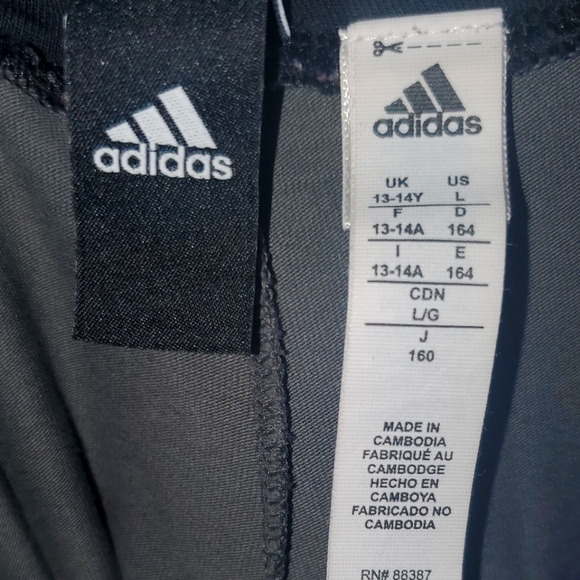 adidas
adidas
UK US
13-14Y L
F D
13-14A 164
I E
13-14A 164
CDN
L/G
J
160
MADE IN
CAMBODIA
FABRIQUÉ AU
CAMBODGE
HECHO EN
CAMBOYA
FABRICADO NO
CAMBODIA
RN# 88387